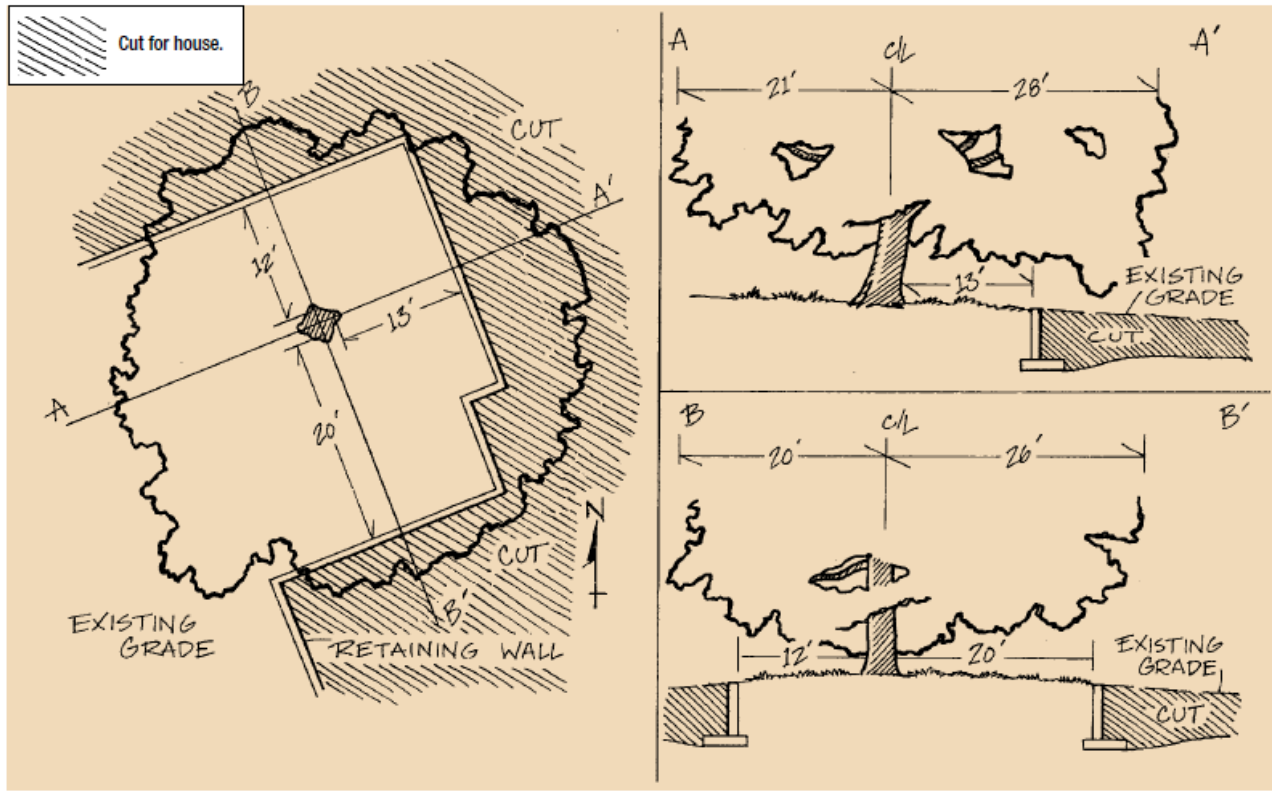 Cut for house.
B
CUT
A'
12'
13'
A
20'
N
CUT
B'
EXISTING
GRADE
RETAINING WALL
A
C/L
A'
21'
28'
13'
EXISTING
GRADE
CUT
B
C/L
B'
20'
26'
12'
20'
EXISTING
GRADE
CUT